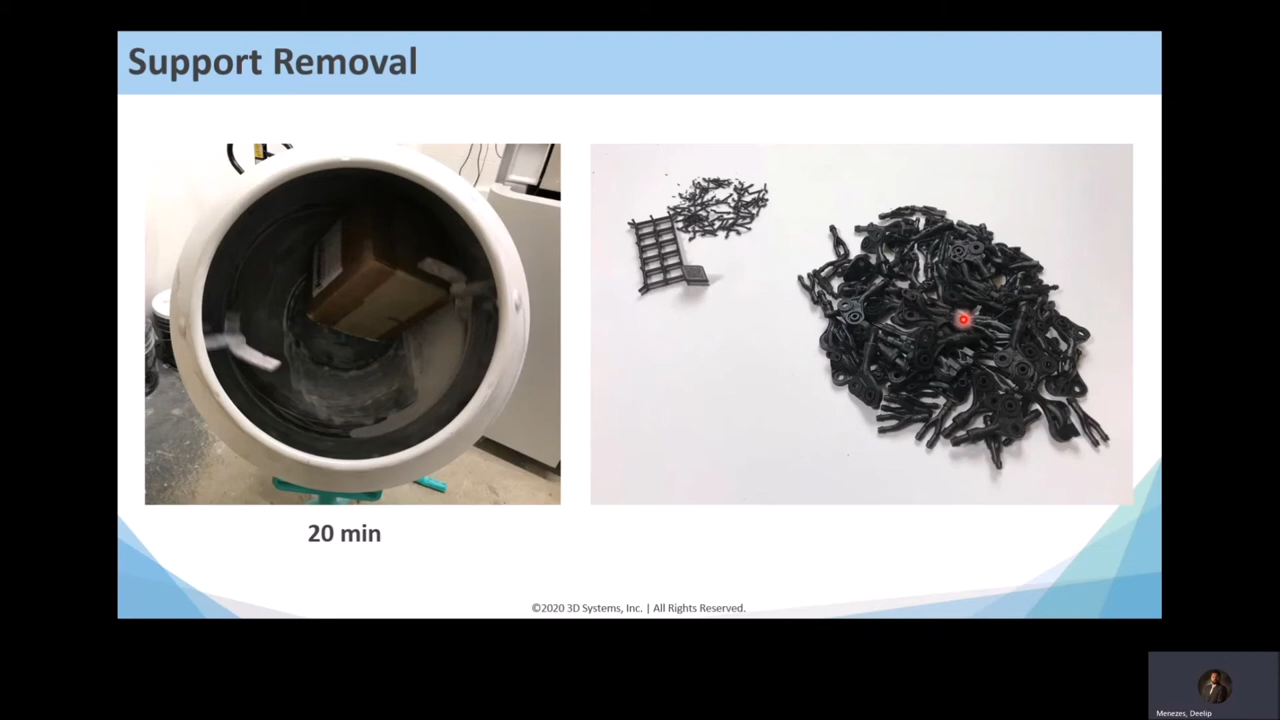 Support Removal
20 min
©2020 3D Systems, Inc. | All Rights Reserved.
Menezes, Deelip